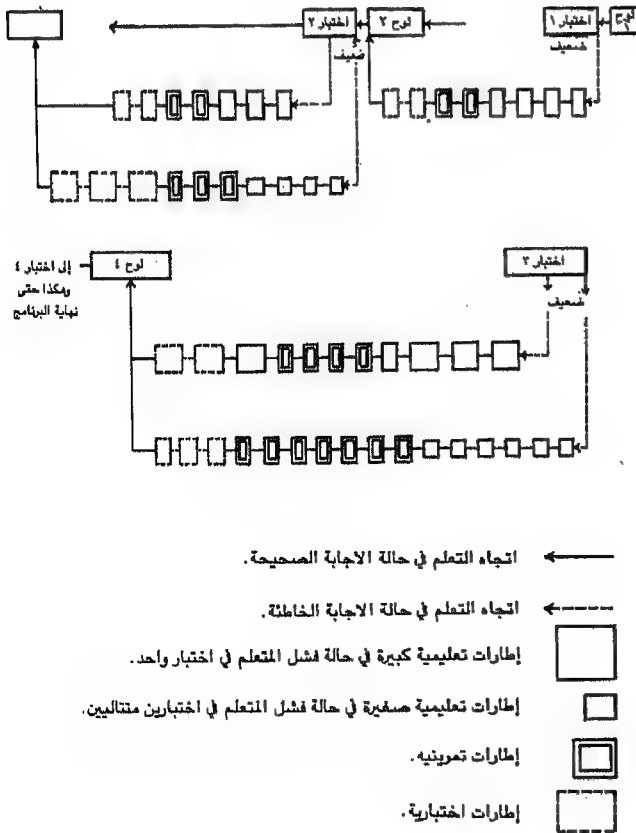 لوح ١
اختبار ١
ضعيف
لوح ٢
اختبار ٢
ضعيف
اختبار ٣
ضعيف
لوح ٤
إلى اختبار ٤
وهكذا حتى
نهاية البرنامج
اتجاه التعلم في حالة الاجابة الصحيحة.
اتجاه التعلم في حالة الاجابة الخاطئة.
إطارات تعليمية كبيرة في حالة فشل المتعلم في اختبار واحد.
إطارات تعليمية صغيرة في حالة فشل المتعلم في اختبارين متتاليين.
إطارات تمرينيه.
إطارات اختبارية.